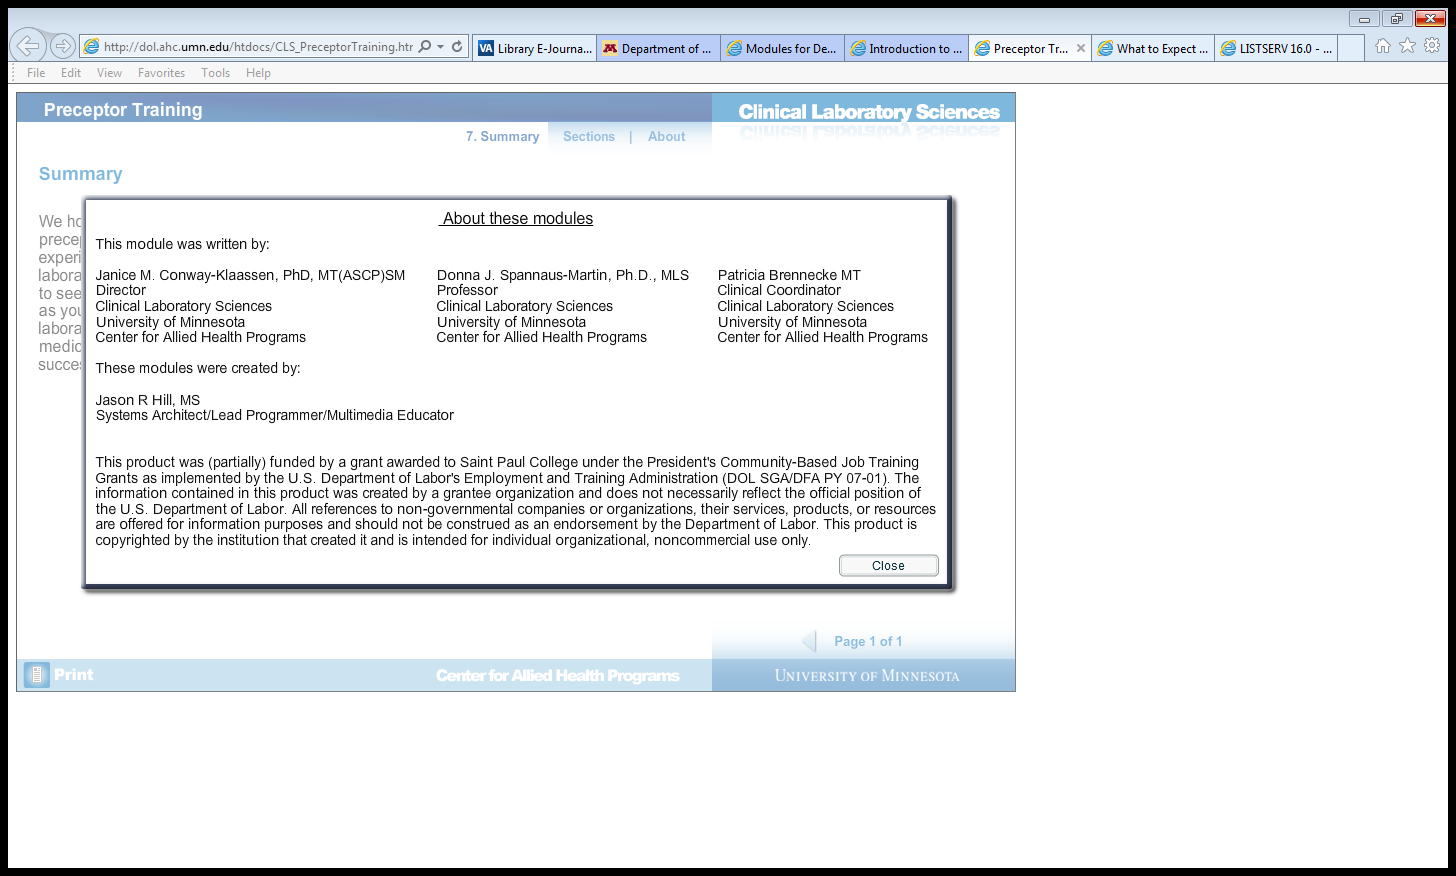 http://dol.ahc.umn.edu/htdocs/CLS_PreceptorTraining.htr
Library E-Journa...
Department of ...
Modules for De...
Introduction to ...
Preceptor Tr...
What to Expect ...
LISTSERV 16.0 - ...
File Edit View Favorites Tools Help
Preceptor Training
Clinical Laboratory Sciences
7. Summary Sections | About
Summary
We ho
precep
experi
labora
to see
as you
labora
medic
succes
About these modules
This module was written by:
Janice M. Conway-Klaassen, PhD, MT(ASCP)SM
Director
Clinical Laboratory Sciences
University of Minnesota
Center for Allied Health Programs
Donna J. Spannaus-Martin, Ph.D., MLS
Professor
Clinical Laboratory Sciences
University of Minnesota
Center for Allied Health Programs
Patricia Brennecke MT
Clinical Coordinator
Clinical Laboratory Sciences
University of Minnesota
Center for Allied Health Programs
These modules were created by:
Jason R Hill, MS
Systems Architect/Lead Programmer/Multimedia Educator
This product was (partially) funded by a grant awarded to Saint Paul College under the President's Community-Based Job Training
Grants as implemented by the U.S. Department of Labor's Employment and Training Administration (DOL SGA/DFA PY 07-01). The
information contained in this product was created by a grantee organization and does not necessarily reflect the official position of
the U.S. Department of Labor. All references to non-governmental companies or organizations, their services, products, or resources
are offered for information purposes and should not be construed as an endorsement by the Department of Labor. This product is
copyrighted by the institution that created it and is intended for individual organizational, noncommercial use only.
Close
Page 1 of 1
Print
Center for Allied Health Programs
University of Minnesota